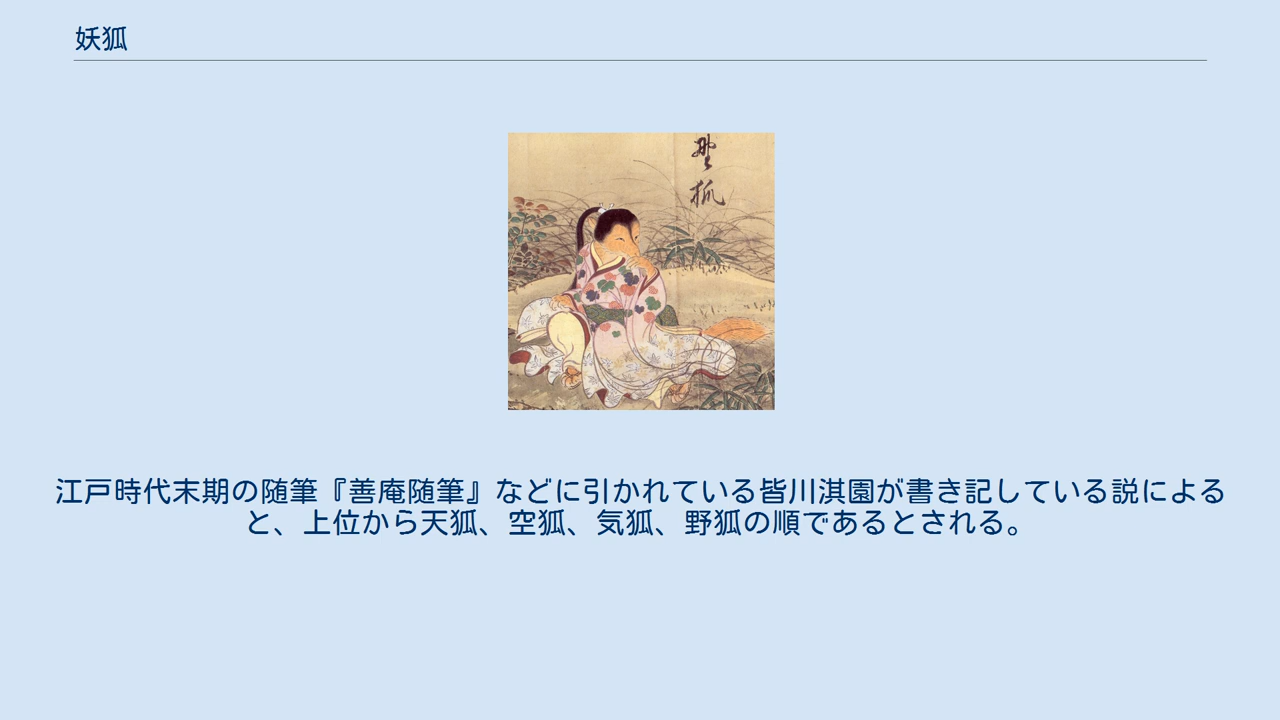 妖狐
野狐
江戸時代末期の随筆『善庵随筆』などに引かれている皆川淇園が書き記している説による
と、上位から天狐、空狐、気狐、野狐の順であるとされる。